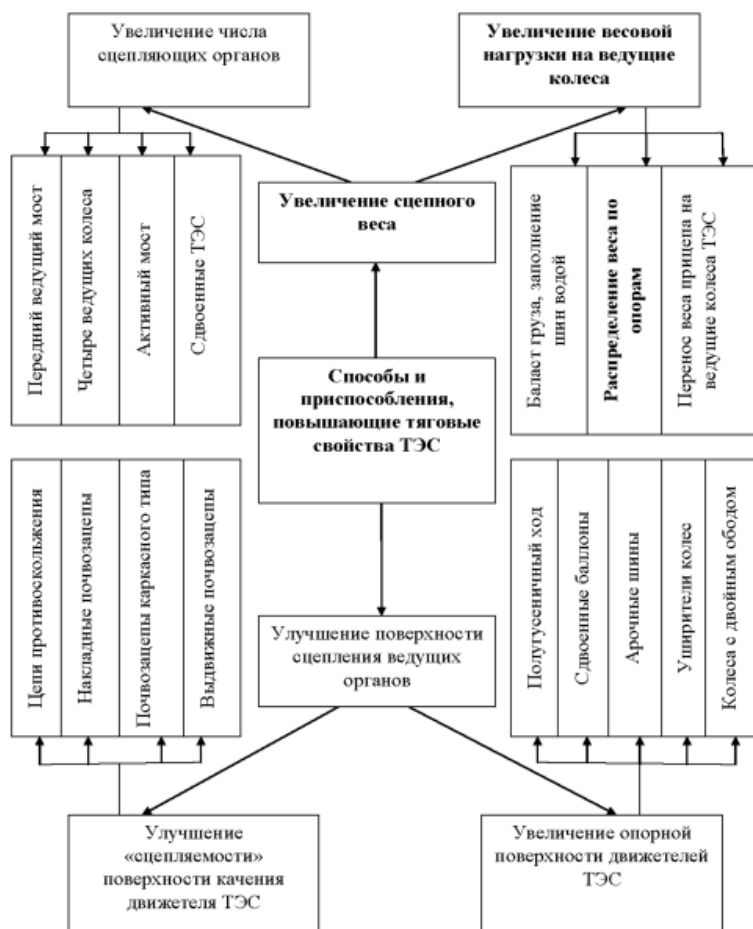 Увеличение числа
сцепляющих органов
Увеличение весовой
нагрузки на ведущие
колеса
Передний ведущий мост
Четыре ведущих колеса
Активный мост
Сдвоенные ТЭС
Увеличение сцепного
веса
Баласт груза, заполнение
шин водой
Распределение веса по
опорам
Перенос веса прицепа на
ведущие колеса ТЭС
Способы и
приспособления,
повышающие тяговые
свойства ТЭС
Цепи противоскольжения
Накладные почвозацепы
Почвозацепы каркасного типа
Выдвижные почвозацепы
Улучшение поверхности
сцепления ведущих
органов
Полугусеничный ход
Сдвоенные баллоны
Арочные шины
Уширители колес
Колеса с двойным ободом
Улучшение
«сцепляемости»
поверхности качения
движетеля ТЭС
Увеличение опорной
поверхности движетелей
ТЭС